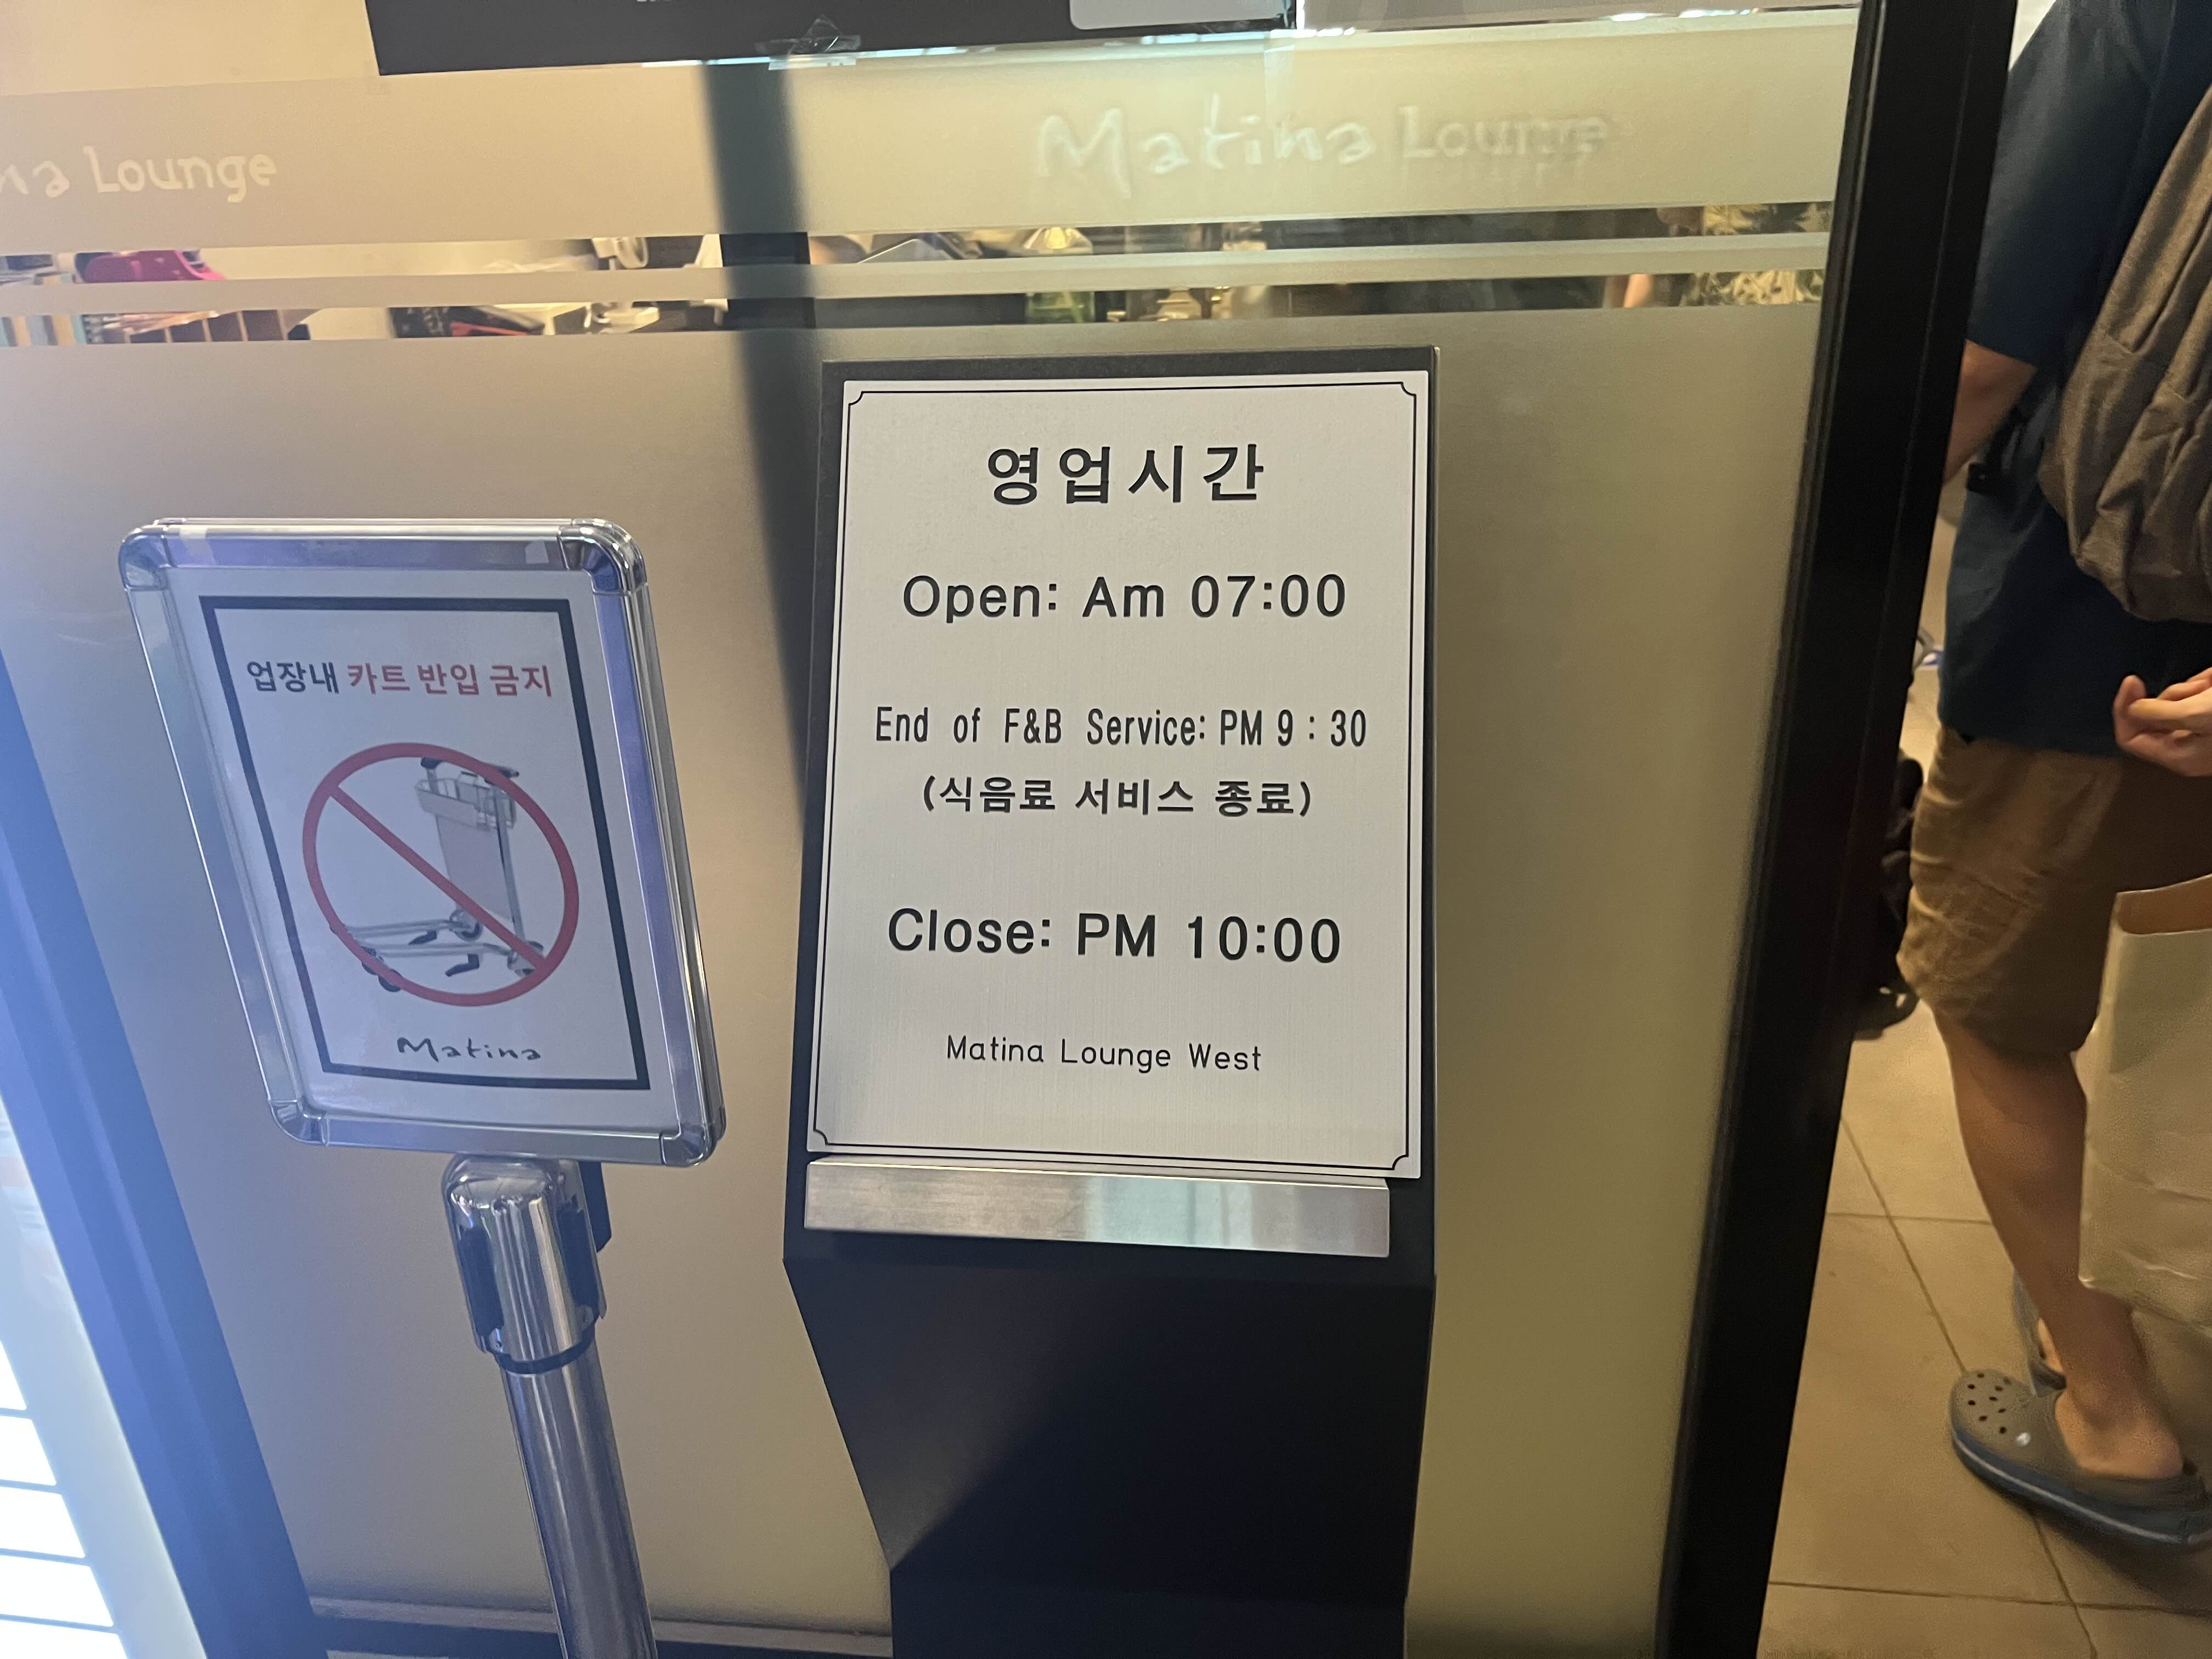 na Lounge
Matina Lounge
영업시간
Open: Am 07:00
End of F&B Service: PM 9 : 30
(식음료 서비스 종료)
Close: PM 10:00
Matina Lounge West
업장내 카트 반입 금지
Matina